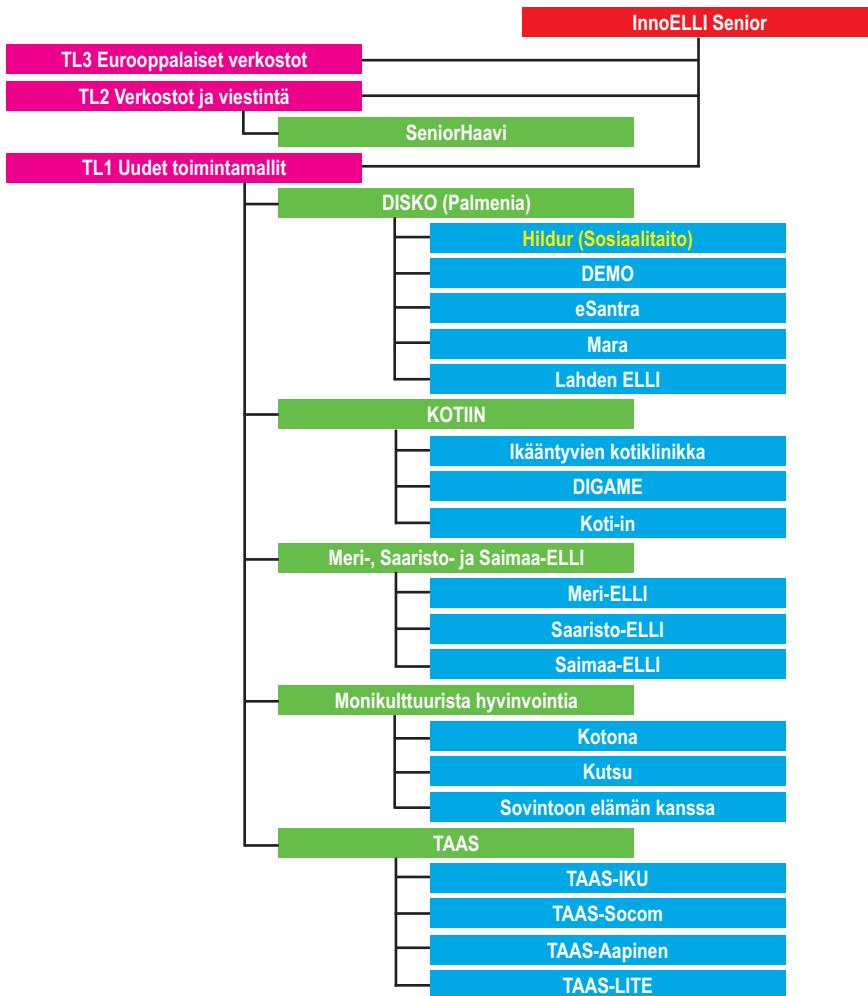 InnoELLI Senior
TL3 Eurooppalaiset verkostot
TL2 Verkostot ja viestintä
SeniorHaavi
TL1 Uudet toimintamallit
DISKO (Palmenia)
Hildur (Sosiaalitaito)
DEMO
eSantra
Mara
Lahden ELLI
KOTIIN
Ikääntyvien kotiklinikka
DIGAME
Koti-in
Meri-, Saaristo- ja Saimaa-ELLI
Meri-ELLI
Saaristo-ELLI
Saimaa-ELLI
Monikulttuurista hyvinvointia
Kotona
Kutsu
Sovintoon elämän kanssa
TAAS
TAAS-IKU
TAAS-Socom
TAAS-Aapinen
TAAS-LITE